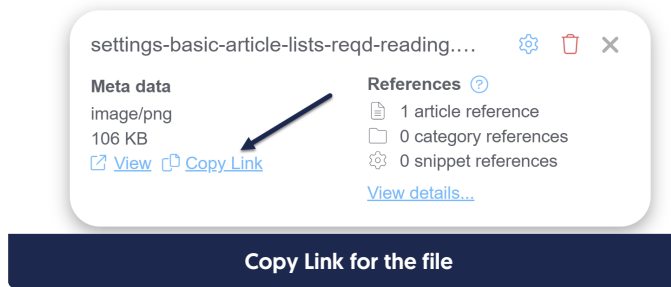 settings-basic-article-lists-reqd-reading....
Meta data
image/png
106 KB
View Copy Link
References ?
1 article reference
0 category references
0 snippet references
View details...
Copy Link for the file